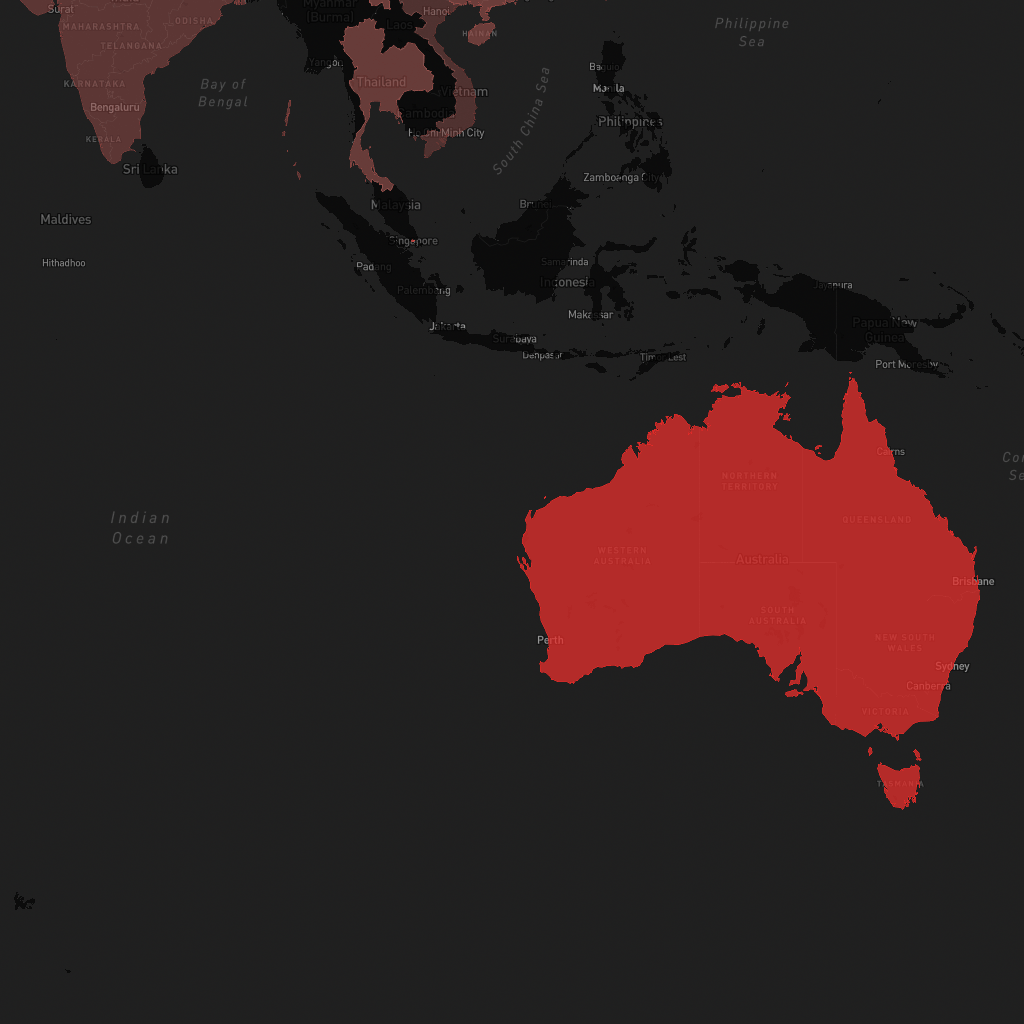 Myanmar
(Burma)
Surat
ODISHA
MAHARASHTRA
TELANGANA
Laos
Hanoi
HAINAN
Yangon
Bay of
Bengal
KARNATAKA
Bengaluru
KERALA
Thailand
Vietnam
Cambodia
Ho Chi Minh City
South China Sea
Philippine
Sea
Baguio
Manila
Philippines
Zamboanga City
Sri Lanka
Maldives
Hithadhoo
Malaysia
Brunei
Singapore
Padang
Palembang
Samarinda
Indonesia
Makassar
Jakarta
Surabaya
Denpasar
Timor-Lest
Jayapura
Papua New
Guinea
Port Moresby
Cairns
Cor
Se
NORTHERN
TERRITORY
QUEENSLAND
Indian
Ocean
WESTERN
AUSTRALIA
Australia
Brisbane
SOUTH
AUSTRALIA
Perth
NEW SOUTH
WALES
Sydney
Canberra
VICTORIA
TASMANIA